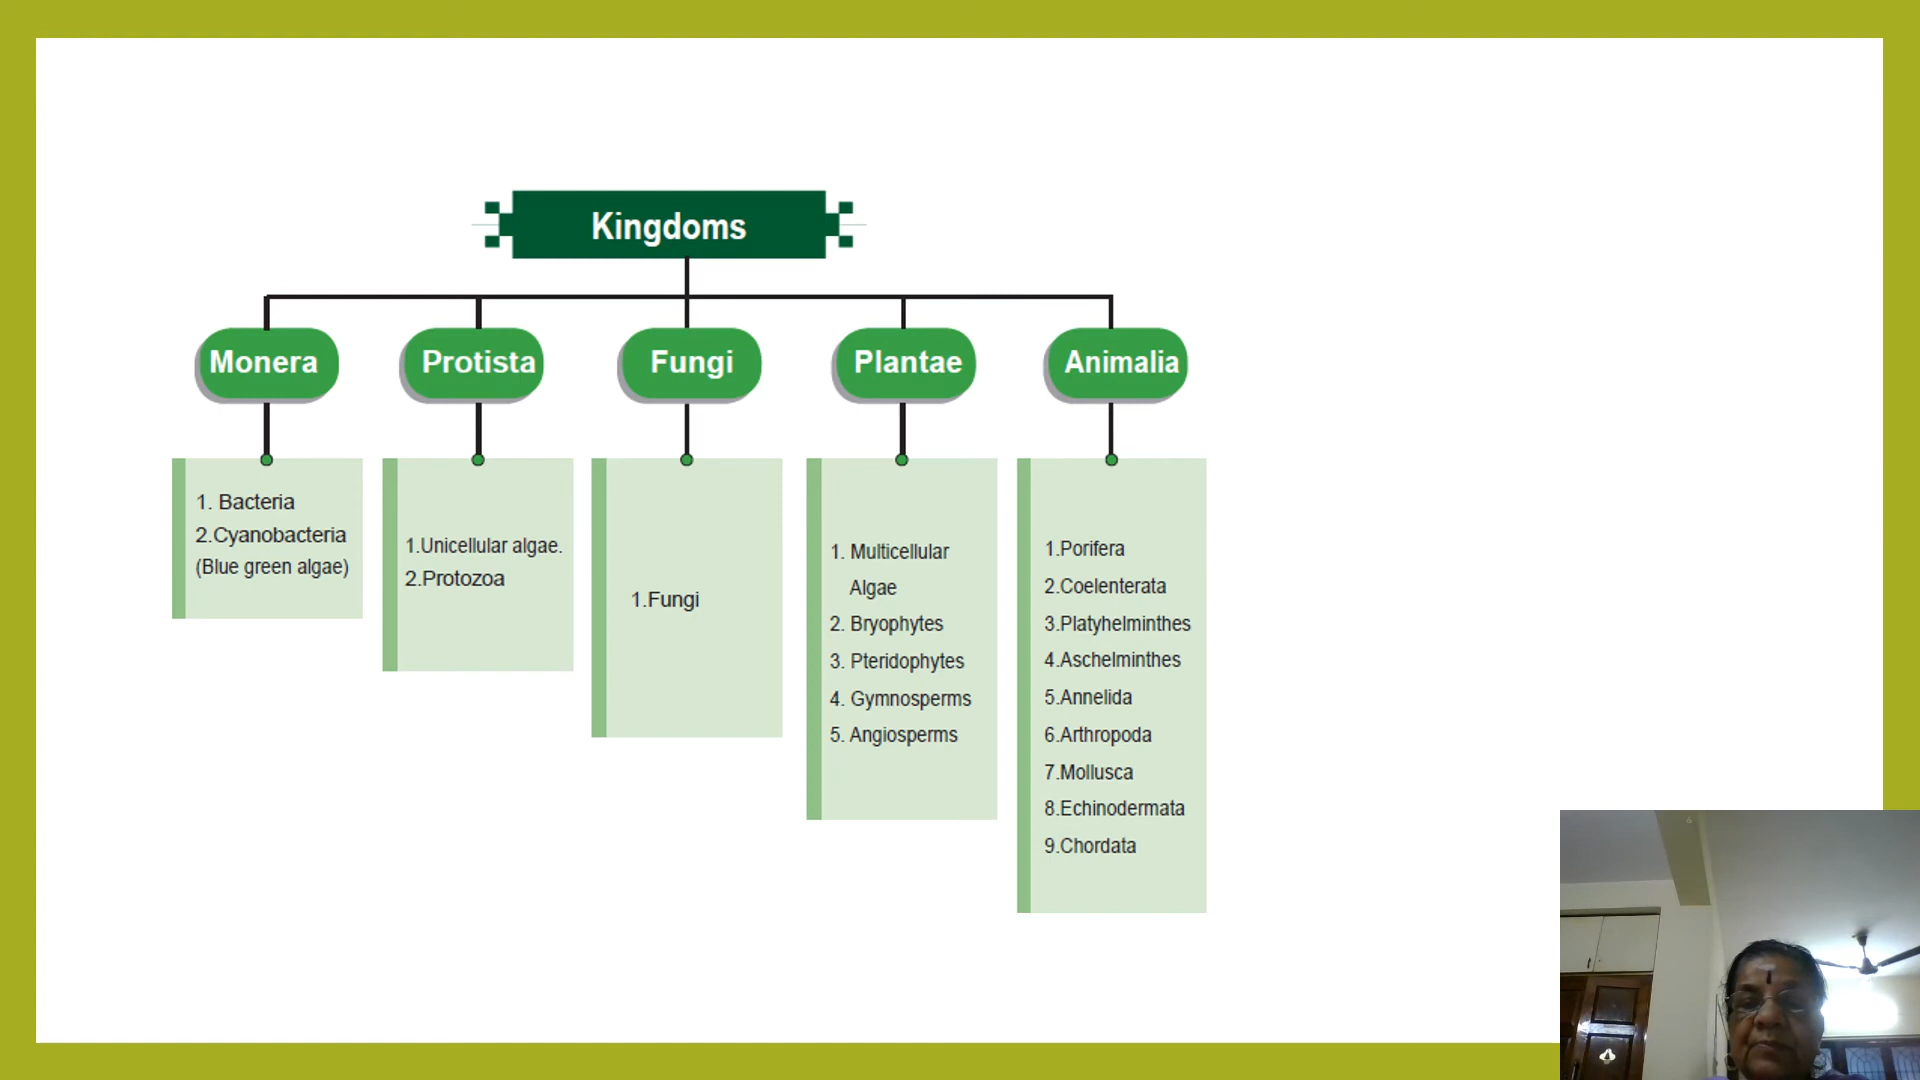 Kingdoms
Monera
Protista
Fungi
Plantae
Animalia
1. Bacteria
2.Cyanobacteria
(Blue green algae)
1.Unicellular algae.
2.Protozoa
1.Fungi
1. Multicellular
Algae
2. Bryophytes
3. Pteridophytes
4. Gymnosperms
5. Angiosperms
1.Porifera
2.Coelenterata
3.Platyhelminthes
4.Aschelminthes
5.Annelida
6.Arthropoda
7.Mollusca
8.Echinodermata
9.Chordata